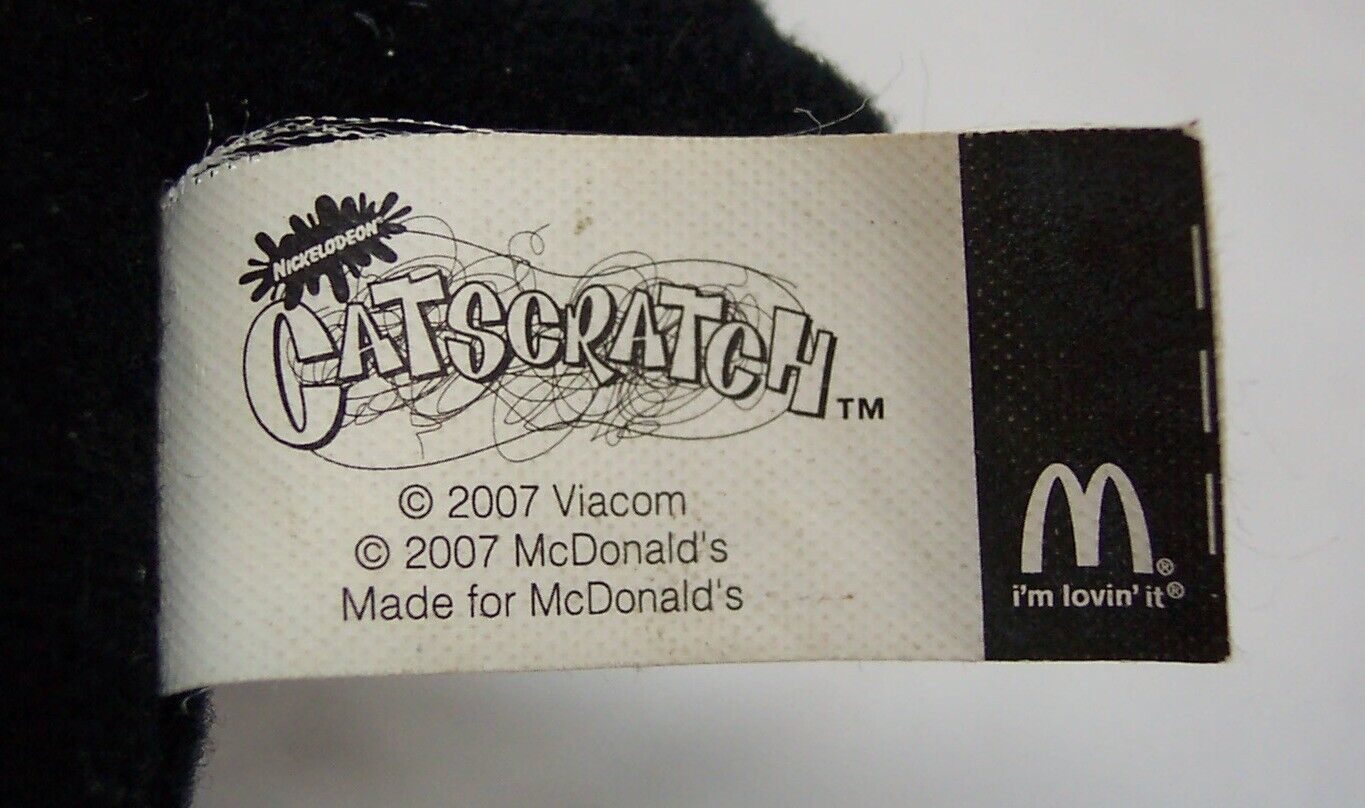 NICKELODEON
CATSCRATCH™
© 2007 Viacom
© 2007 McDonald's
Made for McDonald's
M®
i'm lovin' it®